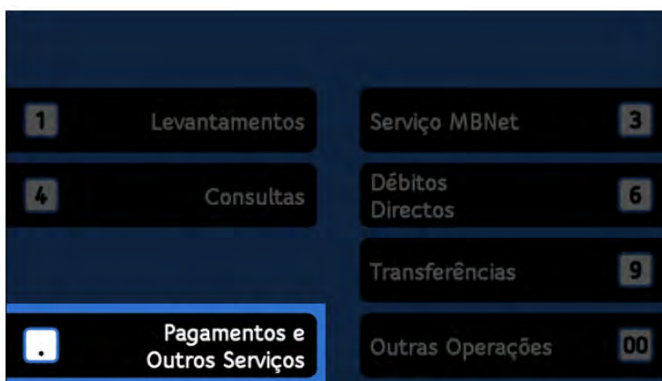 1 Levantamentos
Serviço MBNet 3
4 Consultas
Débitos
Directos 6
Transferências 9
. Pagamentos e
Outros Serviços
Outras Operações 00